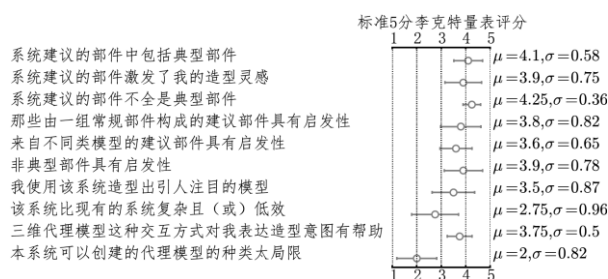 标准5分李克特量表评分
1 2 3 4 5
系统建议的部件中包括典型部件 μ=4.1,σ=0.58
系统建议的部件激发了我的造型灵感 μ=3.9,σ=0.75
系统建议的部件不全是典型部件 μ=4.25,σ=0.36
那些由一组常规部件构成的建议部件具有启发性 μ=3.8,σ=0.82
来自不同类模型的建议部件具有启发性 μ=3.6,σ=0.65
非典型部件具有启发性 μ=3.9,σ=0.78
我使用该系统造型出引人注目的模型 μ=3.5,σ=0.87
该系统比现有的系统复杂且（或）低效 μ=2.75,σ=0.96
三维代理模型这种交互方式对我表达造型意图有帮助 μ=3.75,σ=0.5
本系统可以创建的代理模型的种类太局限 μ=2,σ=0.82
1 2 3 4 5